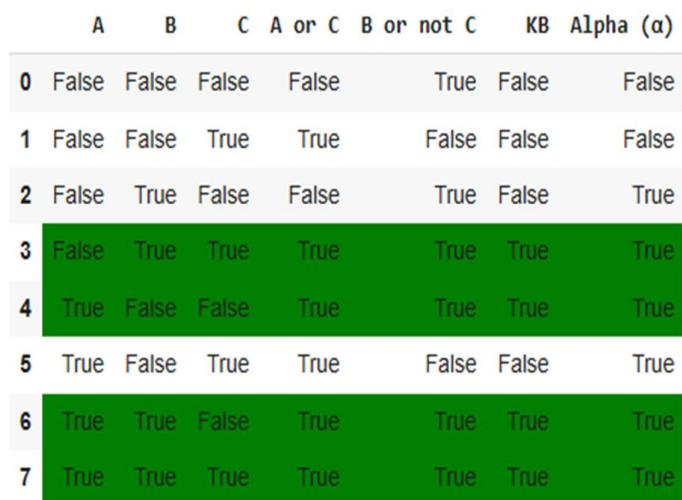 A B C A or C B or not C KB Alpha (α)
0 False False False False True False False
1 False False True True False False False
2 False True False False True False True
3 False True True True True True True
4 True False False True True True True
5 True False True True False False True
6 True True False True True True True
7 True True True True True True True